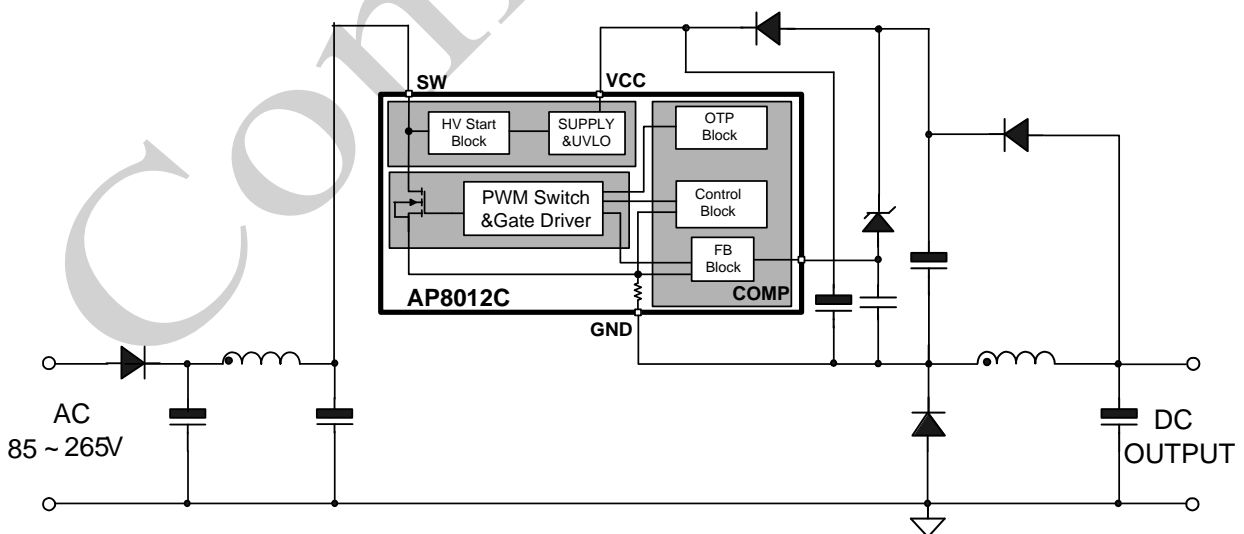 Con
SW
VCC
HV Start
Block
SUPPLY
&UVLO
OTP
Block
PWM Switch
&Gate Driver
Control
Block
FB
Block
AP8012C
COMP
GND
AC
85 ~ 265V
DC
OUTPUT